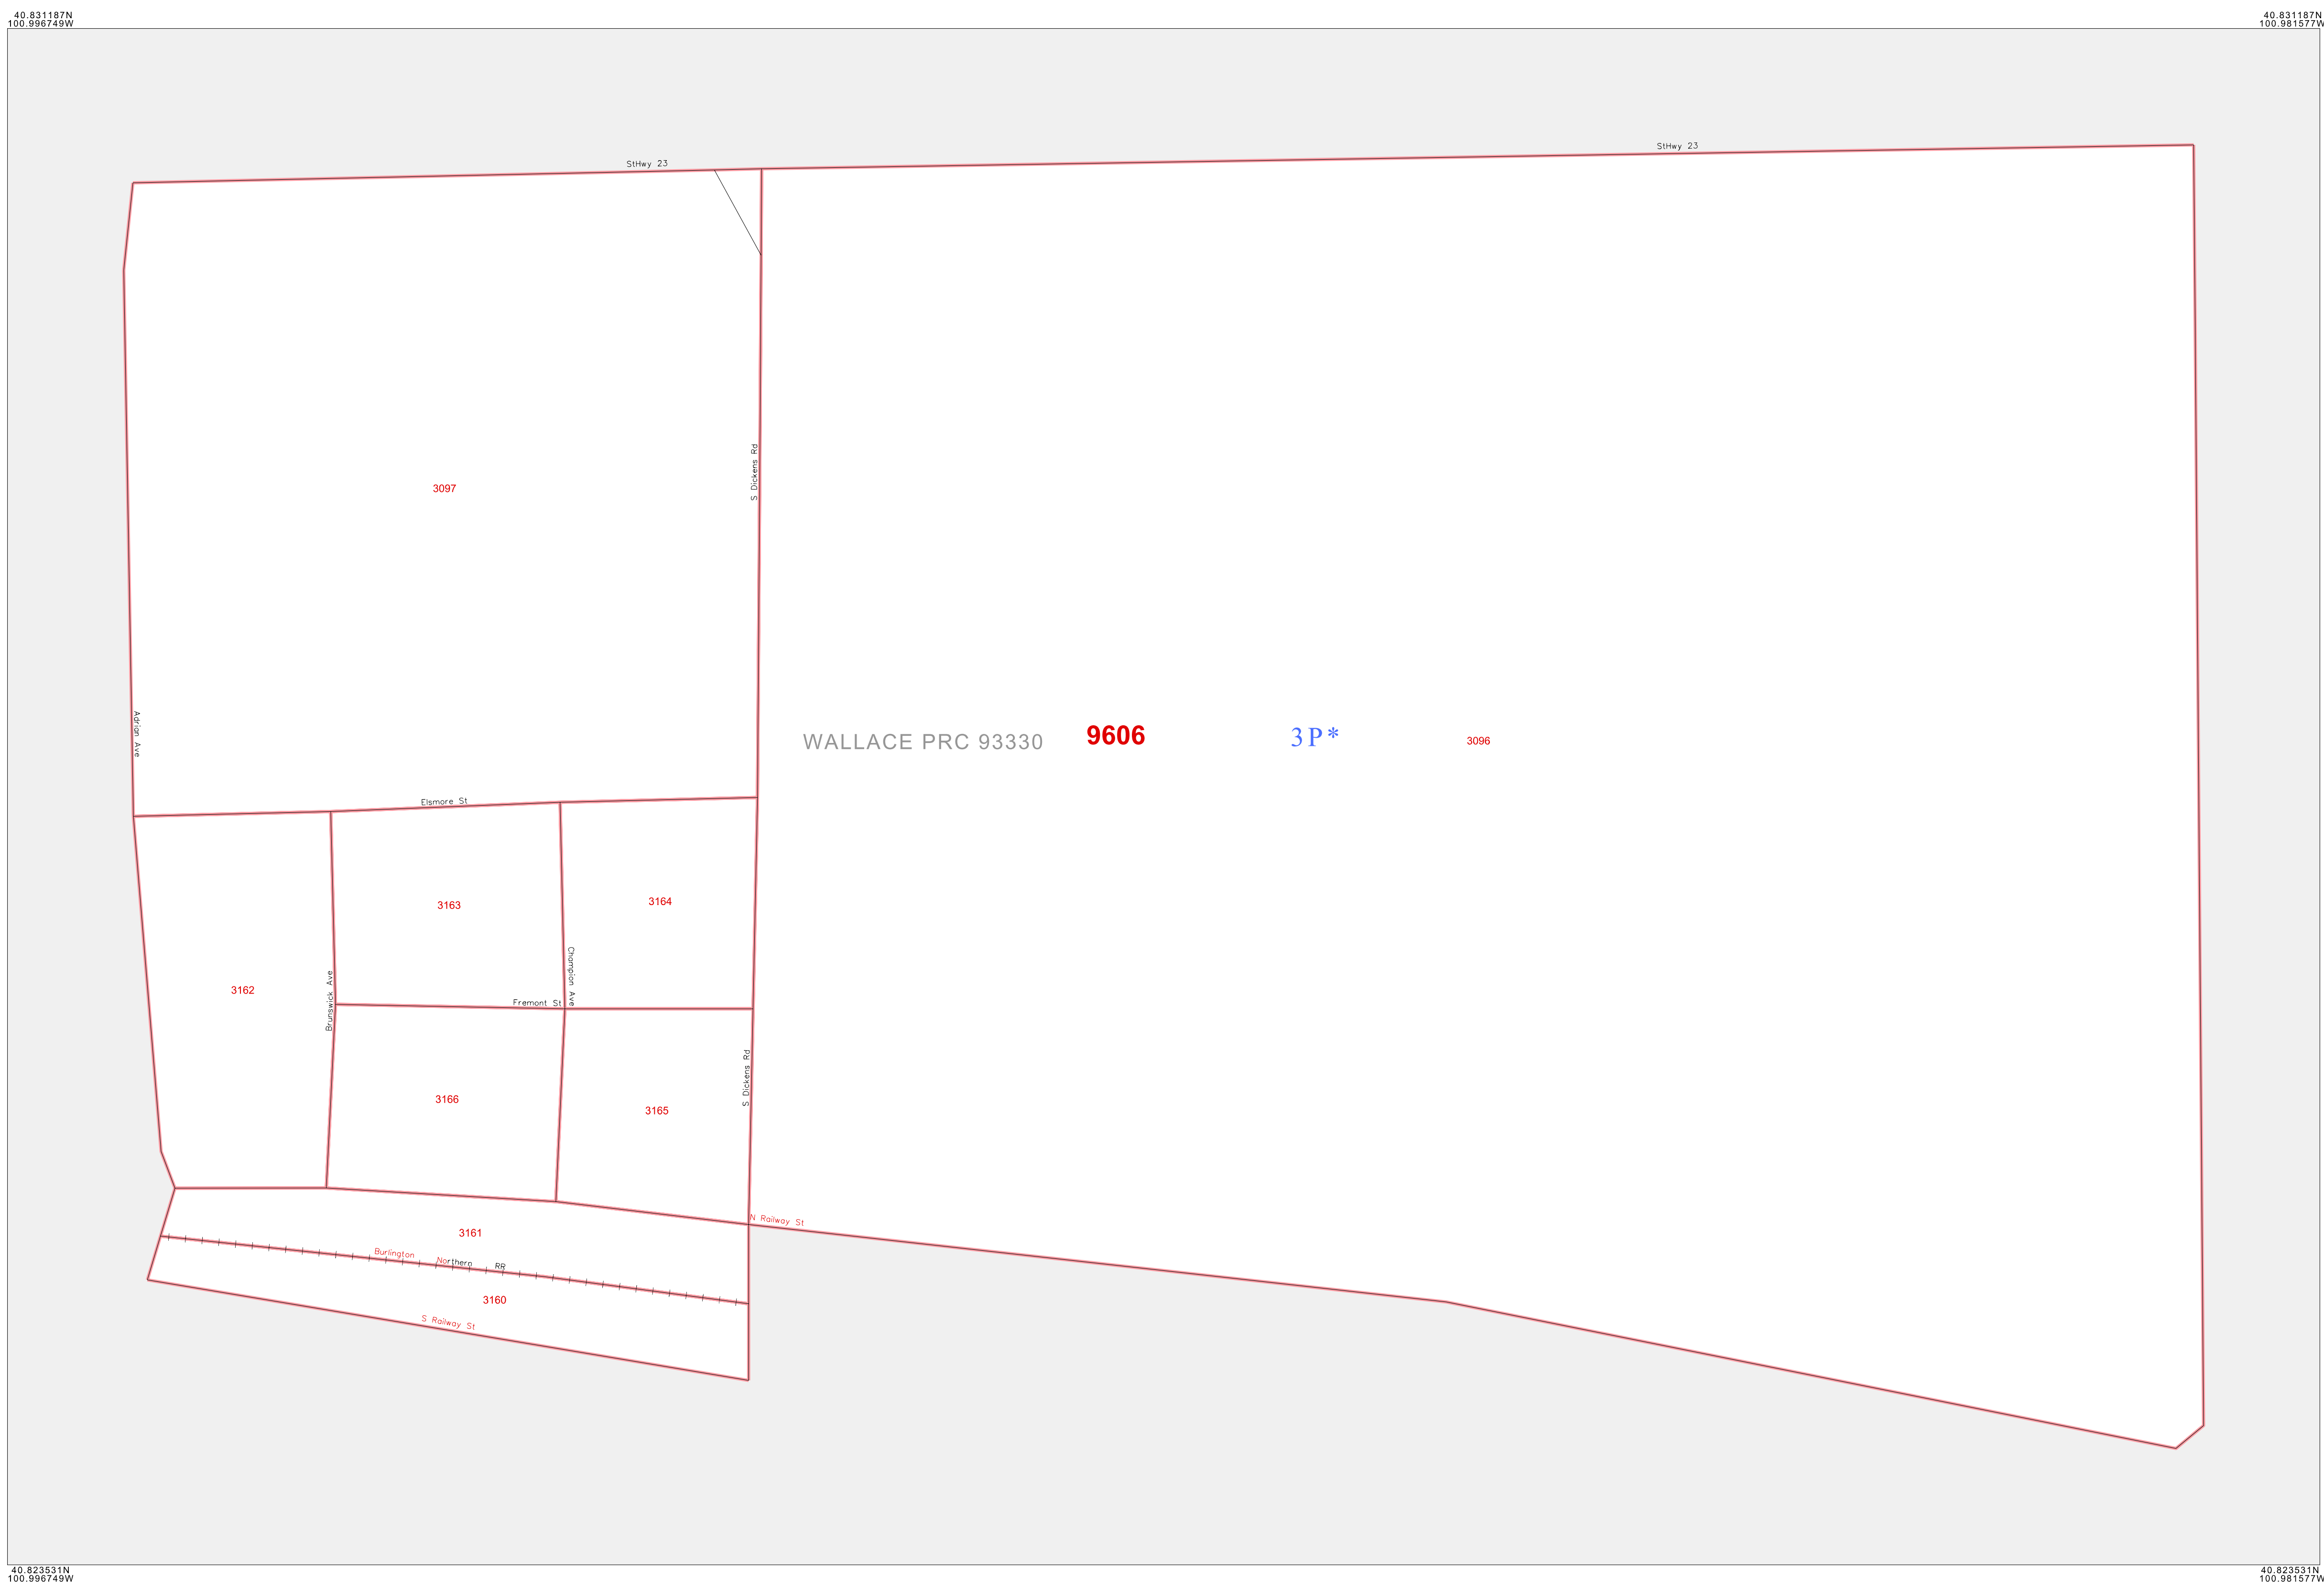 40.831187N
100.996749W
40.831187N
100.981577W
StHwy 23
StHwy 23
S Dickens Rd
3097
Adrian Ave
WALLACE PRC 93330
9606
3P*
3096
Elsmore St
3163
3164
3162
Brunswick Ave
Champion Ave
Fremont St
S Dickens Rd
3166
3165
N Railway St
3161
Burlington Northern RR
3160
S Railway St
40.823531N
100.996749W
40.823531N
100.981577W